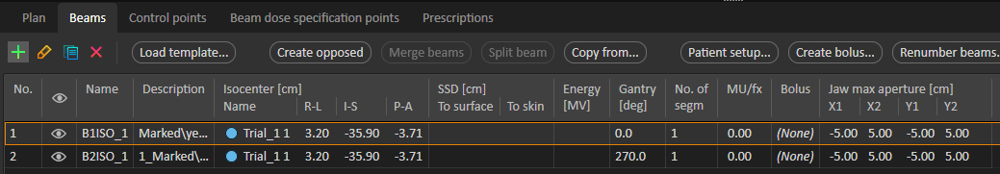 Plan Beams Control points Beam dose specification points Prescriptions
Load template... Create opposed Merge beams Split beam Copy from... Patient setup... Create bolus... Renumber beams...
No. Name Description Isocenter [cm] SSD [cm] Energy Gantry No. of MU/fx Bolus Jaw max aperture [cm]
Name R-L I-S P-A To surface To skin [MV] [deg] segm X1 X2 Y1 Y2
1 B1ISO_1 Marked\ye... Trial_1 1 3.20 -35.90 -3.71 0.0 1 0.00 (None) -5.00 5.00 -5.00 5.00
2 B2ISO_1 1_Marked\... Trial_1 1 3.20 -35.90 -3.71 270.0 1 0.00 (None) -5.00 5.00 -5.00 5.00